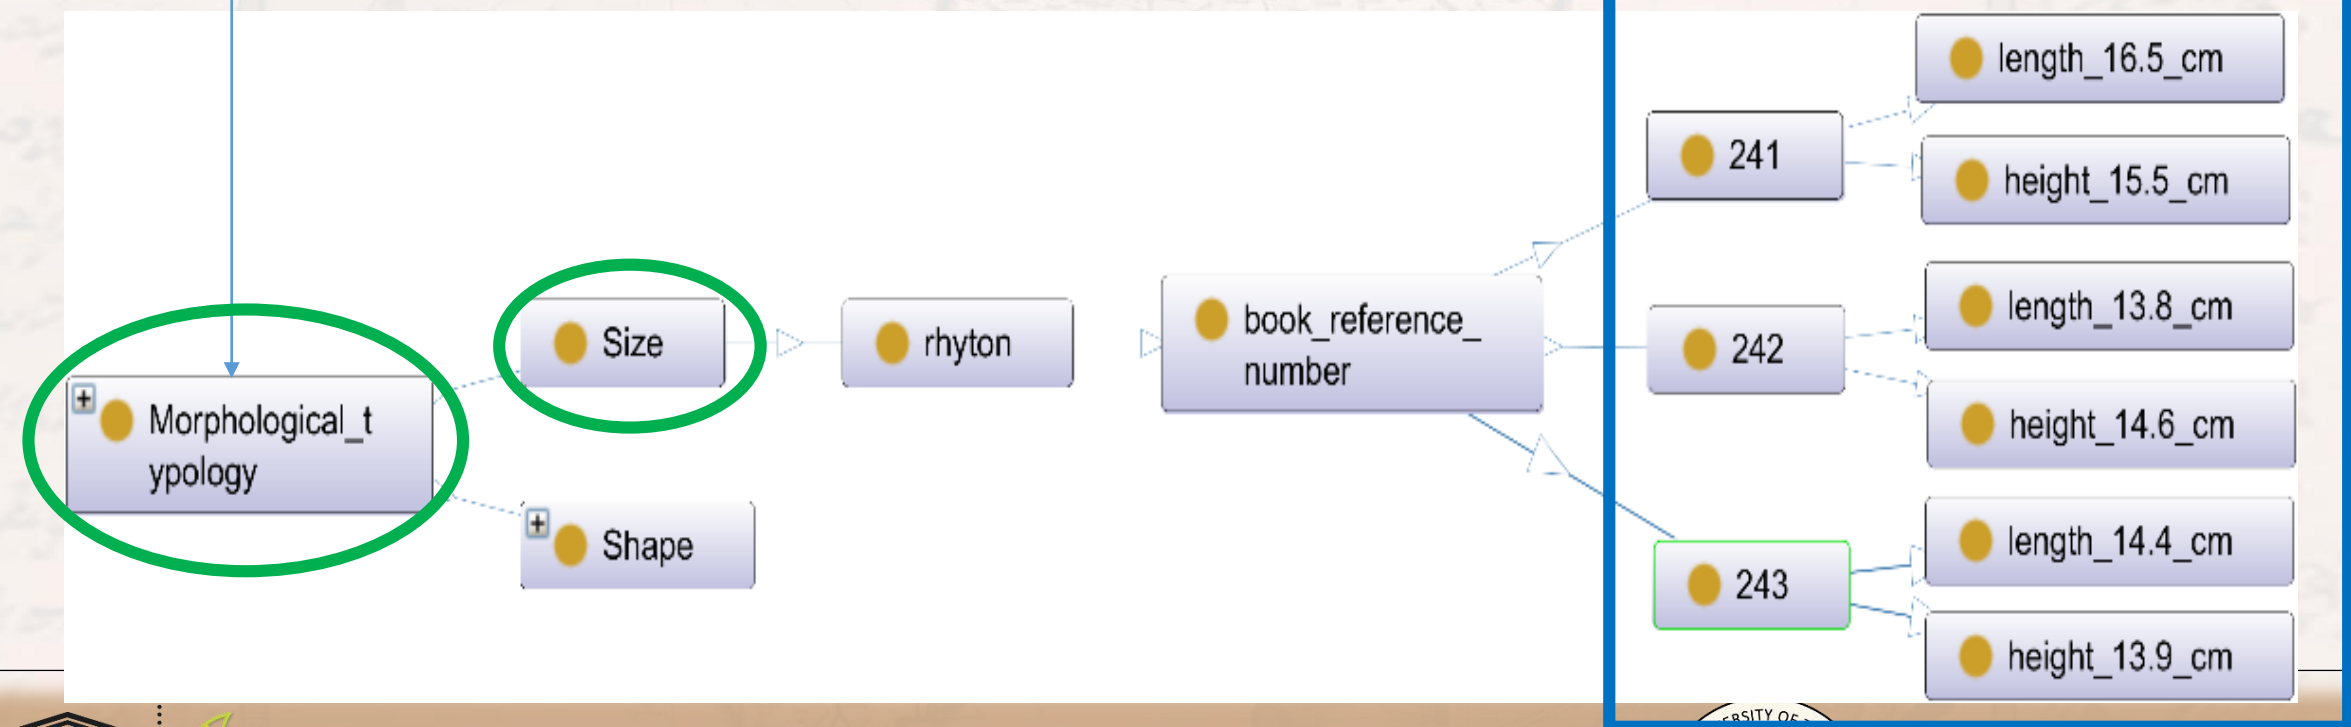 length_16.5_cm
241
height_15.5_cm
Size
rhyton
book_reference_
number
242
length_13.8_cm
height_14.6_cm
Morphological_t
ypology
Shape
243
length_14.4_cm
height_13.9_cm